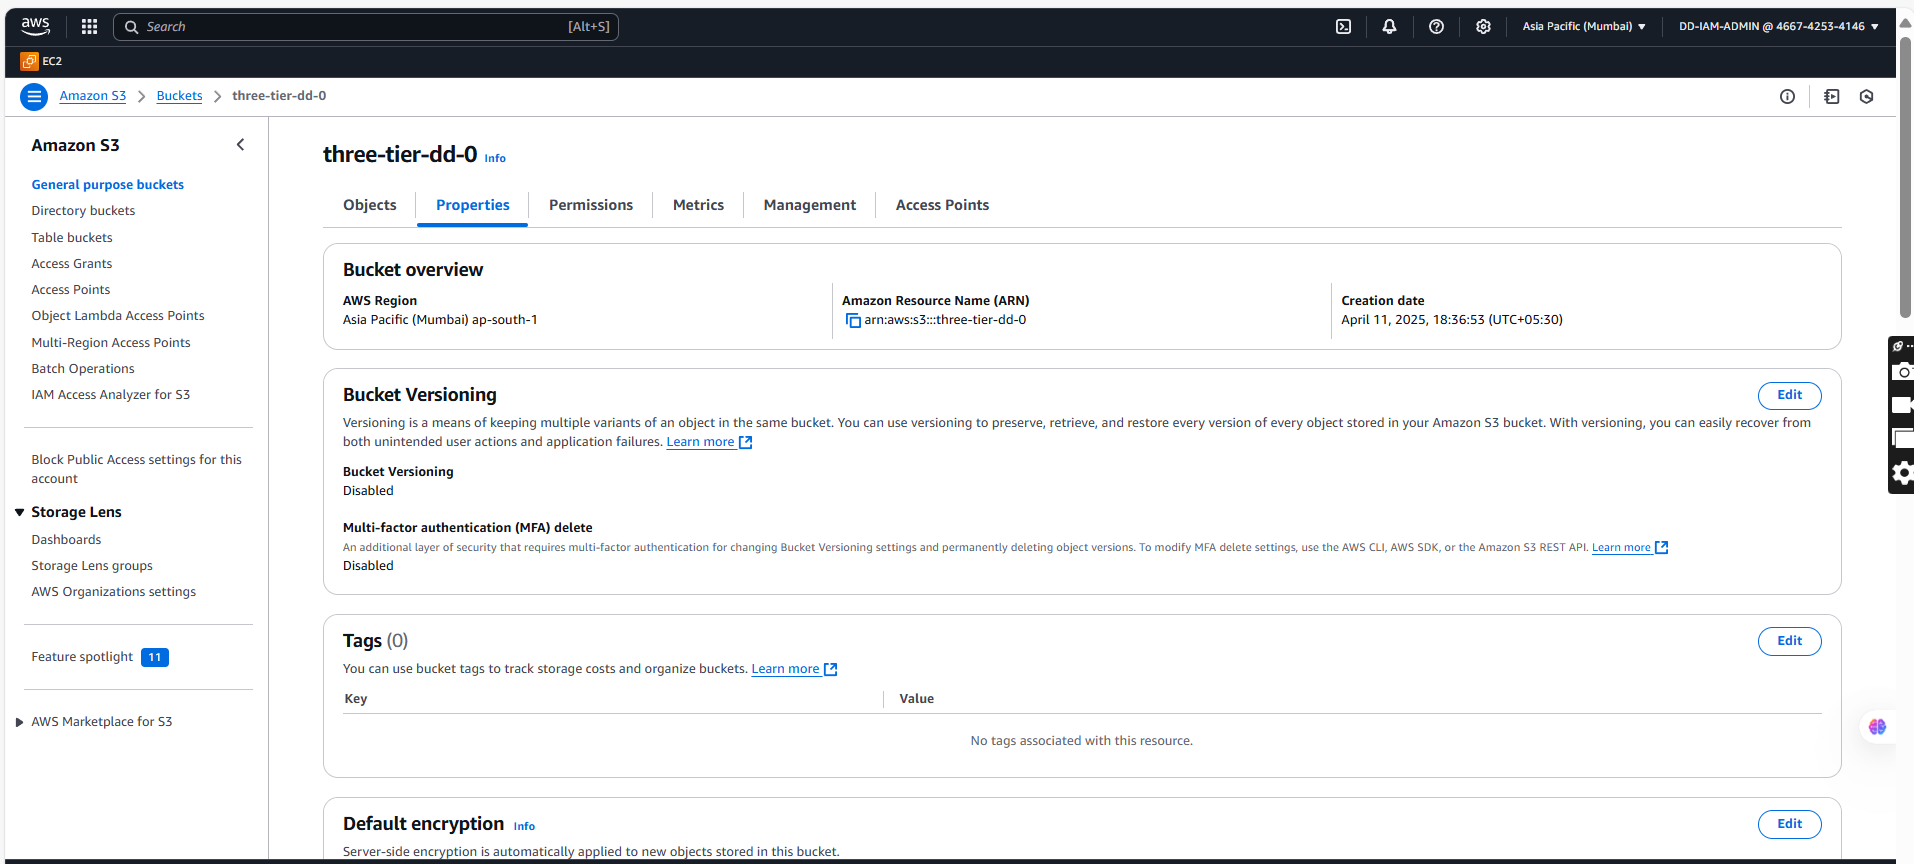 aws
Search [Alt+S]
Asia Pacific (Mumbai)
DD-IAM-ADMIN @ 4667-4253-4146
EC2
Amazon S3 > Buckets > three-tier-dd-0
Amazon S3
General purpose buckets
Directory buckets
Table buckets
Access Grants
Access Points
Object Lambda Access Points
Multi-Region Access Points
Batch Operations
IAM Access Analyzer for S3
Block Public Access settings for this
account
Storage Lens
Dashboards
Storage Lens groups
AWS Organizations settings
Feature spotlight 11
AWS Marketplace for S3
three-tier-dd-0 Info
Objects Properties Permissions Metrics Management Access Points
Bucket overview
AWS Region
Asia Pacific (Mumbai) ap-south-1
Amazon Resource Name (ARN)
arn:aws:s3:::three-tier-dd-0
Creation date
April 11, 2025, 18:36:53 (UTC+05:30)
Bucket Versioning
Edit
Versioning is a means of keeping multiple variants of an object in the same bucket. You can use versioning to preserve, retrieve, and restore every version of every object stored in your Amazon S3 bucket. With versioning, you can easily recover from
both unintended user actions and application failures. Learn more
Bucket Versioning
Disabled
Multi-factor authentication (MFA) delete
An additional layer of security that requires multi-factor authentication for changing Bucket Versioning settings and permanently deleting object versions. To modify MFA delete settings, use the AWS CLI, AWS SDK, or the Amazon S3 REST API. Learn more
Disabled
Tags (0)
Edit
You can use bucket tags to track storage costs and organize buckets. Learn more
Key Value
No tags associated with this resource.
Default encryption Info
Edit
Server-side encryption is automatically applied to new objects stored in this bucket.